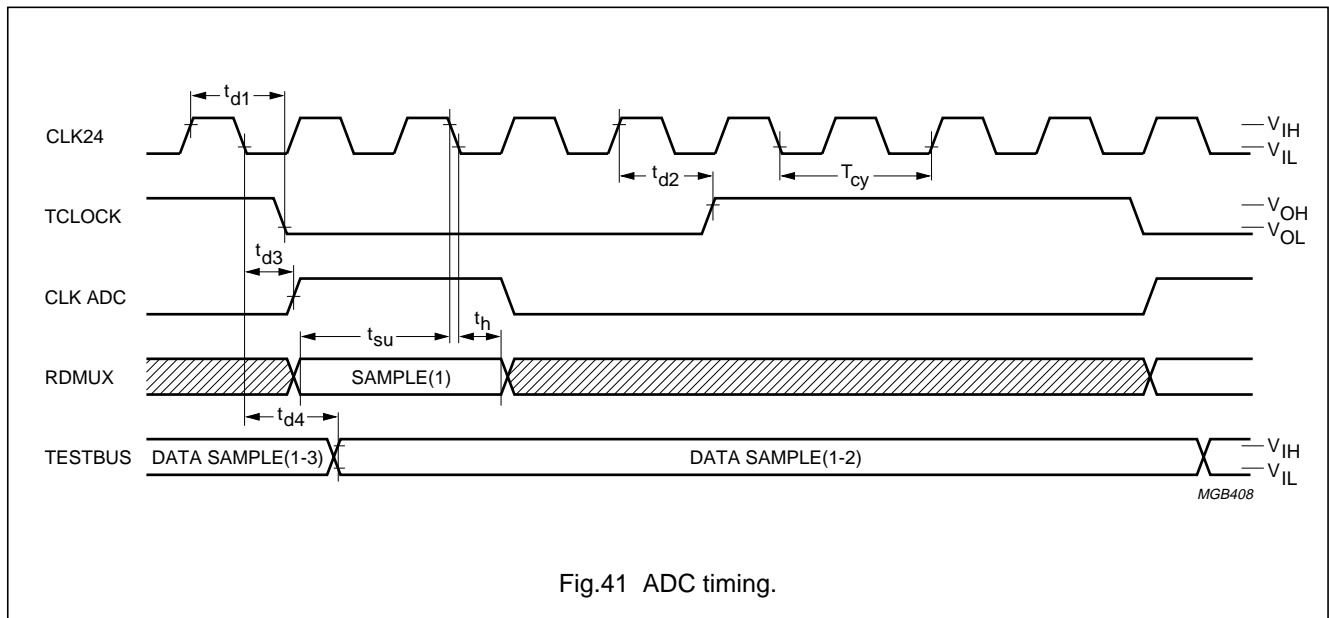 td1
CLK24
VIH
VIL
td2
Tcy
TCLOCK
VOH
VOL
td3
CLK ADC
tsu
th
RDMUX
SAMPLE(1)
td4
TESTBUS
DATA SAMPLE(1-3)
DATA SAMPLE(1-2)
VIH
VIL
MGB408
Fig.41 ADC timing.